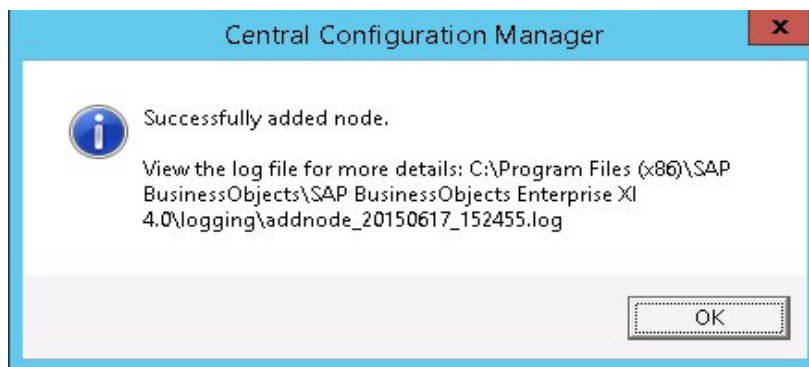 Central Configuration Manager
x
Successfully added node.
View the log file for more details: C:\Program Files (x86)\SAP
BusinessObjects\SAP BusinessObjects Enterprise XI
4.0\logging\addnode_20150617_152455.log
OK